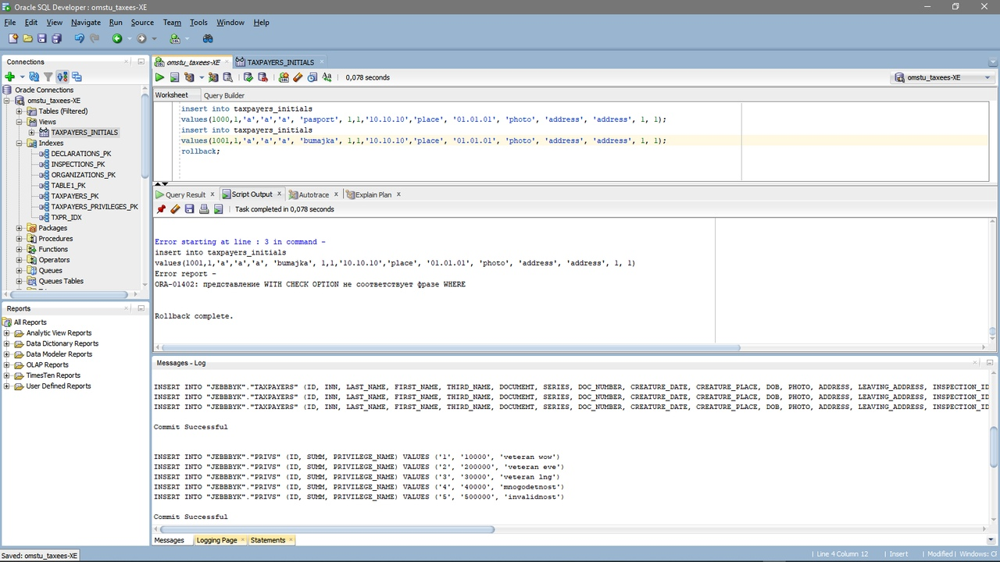 Oracle SQL Developer : omstu_taxees-XE
File Edit View Navigate Run Source Team Tools Window Help
Connections
Oracle Connections
omstu_taxees-XE
Tables (Filtered)
Views
TAXPAYERS_INITIALS
Indexes
DECLARATIONS_PK
INSPECTIONS_PK
ORGANIZATIONS_PK
TABLE1_PK
TAXPAYERS_PK
TAXPAYERS_PRIVILEGES_PK
TXPR_IDX
Packages
Procedures
Functions
Operators
Queues
Queues Tables
Reports
All Reports
Analytic View Reports
Data Dictionary Reports
Data Modeler Reports
OLAP Reports
TimesTen Reports
User Defined Reports
omstu_taxees-XE TAXPAYERS_INITIALS
0,078 seconds omstu_taxees-XE
Worksheet Query Builder
insert into taxpayers_initials
values(1000,1,'a','a','a', 'pasport', 1,1,'10.10.10','place', '01.01.01', 'photo', 'address', 'address', 1, 1);
insert into taxpayers_initials
values(1001,1,'a','a','a', 'bumajka', 1,1,'10.10.10','place', '01.01.01', 'photo', 'address', 'address', 1, 1);
rollback;
Query Result Script Output Autotrace Explain Plan
Task completed in 0,078 seconds
Error starting at line : 3 in command -
insert into taxpayers_initials
values(1001,1,'a','a','a', 'bumajka', 1,1,'10.10.10','place', '01.01.01', 'photo', 'address', 'address', 1, 1)
Error report -
ORA-01402: представление WITH CHECK OPTION не соответствует фразе WHERE
Rollback complete.
Messages - Log
INSERT INTO "JEBBBYK"."TAXPAYERS" (ID, INN, LAST_NAME, FIRST_NAME, THIRD_NAME, DOCUMEMT, SERIES, DOC_NUMBER, CREATURE_DATE, CREATURE_PLACE, DOB, PHOTO, ADDRESS, LEAVING_ADDRESS, INSPECTION_ID
INSERT INTO "JEBBBYK"."TAXPAYERS" (ID, INN, LAST_NAME, FIRST_NAME, THIRD_NAME, DOCUMEMT, SERIES, DOC_NUMBER, CREATURE_DATE, CREATURE_PLACE, DOB, PHOTO, ADDRESS, LEAVING_ADDRESS, INSPECTION_ID
INSERT INTO "JEBBBYK"."TAXPAYERS" (ID, INN, LAST_NAME, FIRST_NAME, THIRD_NAME, DOCUMEMT, SERIES, DOC_NUMBER, CREATURE_DATE, CREATURE_PLACE, DOB, PHOTO, ADDRESS, LEAVING_ADDRESS, INSPECTION_ID
Commit Successful
INSERT INTO "JEBBBYK"."PRIVS" (ID, SUMM, PRIVILEGE_NAME) VALUES ('1', '10000', 'veteran wow')
INSERT INTO "JEBBBYK"."PRIVS" (ID, SUMM, PRIVILEGE_NAME) VALUES ('2', '200000', 'veteran eve')
INSERT INTO "JEBBBYK"."PRIVS" (ID, SUMM, PRIVILEGE_NAME) VALUES ('3', '30000', 'veteran lng')
INSERT INTO "JEBBBYK"."PRIVS" (ID, SUMM, PRIVILEGE_NAME) VALUES ('4', '40000', 'mnogodetnost')
INSERT INTO "JEBBBYK"."PRIVS" (ID, SUMM, PRIVILEGE_NAME) VALUES ('5', '500000', 'invalidnost')
Commit Successful
Messages Logging Page Statements
Saved: omstu_taxees-XE
Line 4 Column 12 Insert Modified Windows: Cl